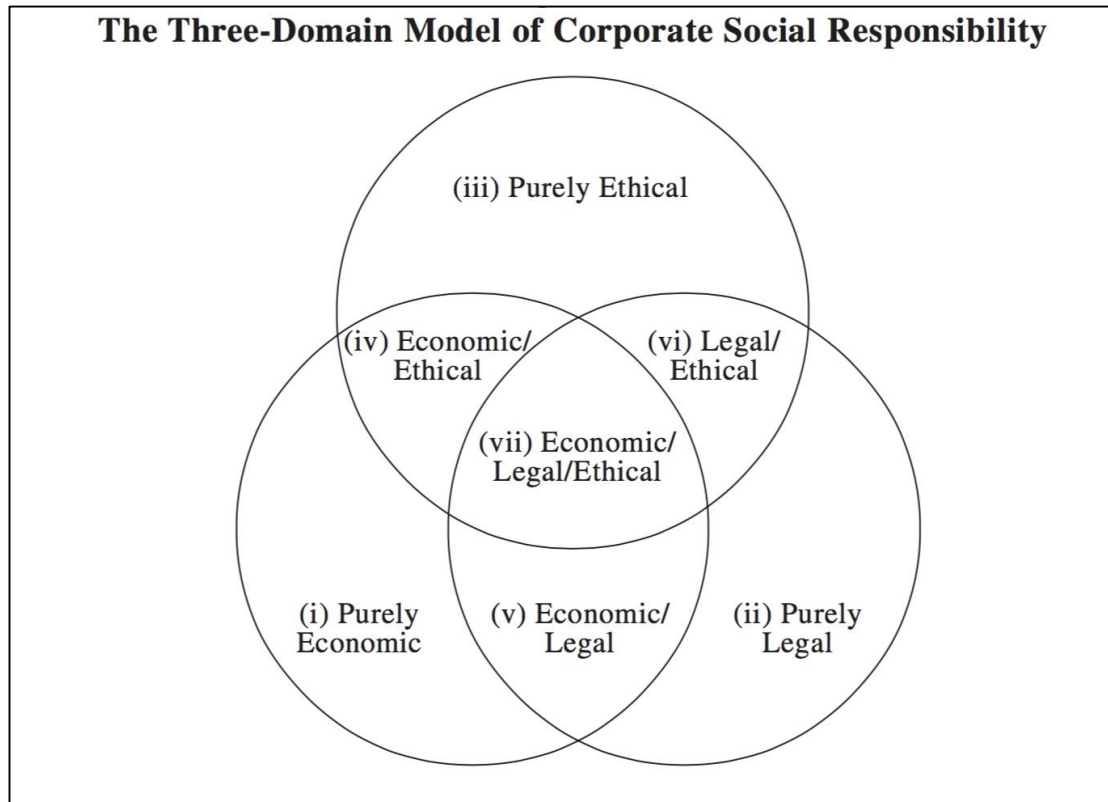 The Three-Domain Model of Corporate Social Responsibility
(iii) Purely Ethical
(iv) Economic/
Ethical
(vi) Legal/
Ethical
(vii) Economic/
Legal/Ethical
(i) Purely
Economic
(v) Economic/
Legal
(ii) Purely
Legal